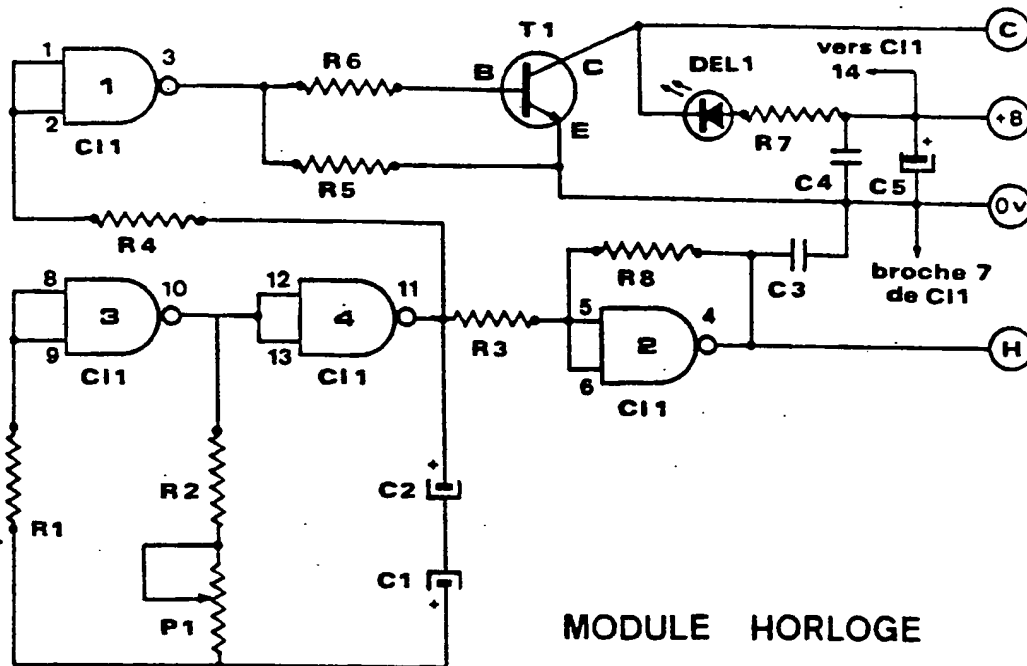 T1
C
1
3
R6
B
C
vers CI1
14
DEL1
1
2
CI1
E
R7
+
+8
R5
C4
C5
0v
R4
8
10
12
11
R8
C3
broche 7
de CI1
3
4
5
4
9
CI1
13
CI1
R3
2
6
CI1
H
R1
R2
+
C2
C1
+
P1
MODULE HORLOGE